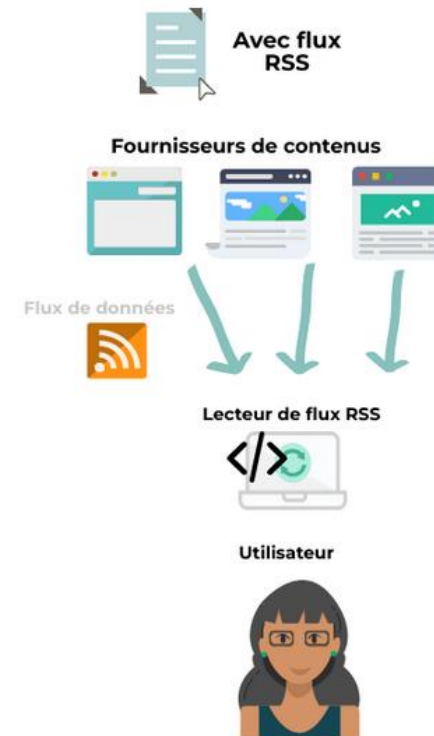 Avec flux
RSS
Fournisseurs de contenus
Flux de données
Lecteur de flux RSS
</>
Utilisateur